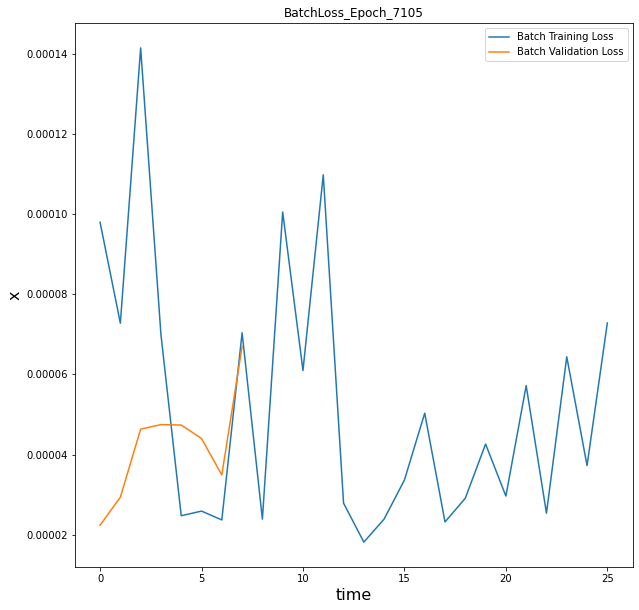 BatchLoss_Epoch_7105
Batch Training Loss
Batch Validation Loss
0.00014
0.00012
0.00010
0.00008
0.00006
0.00004
0.00002
x
0 5 10 15 20 25
time